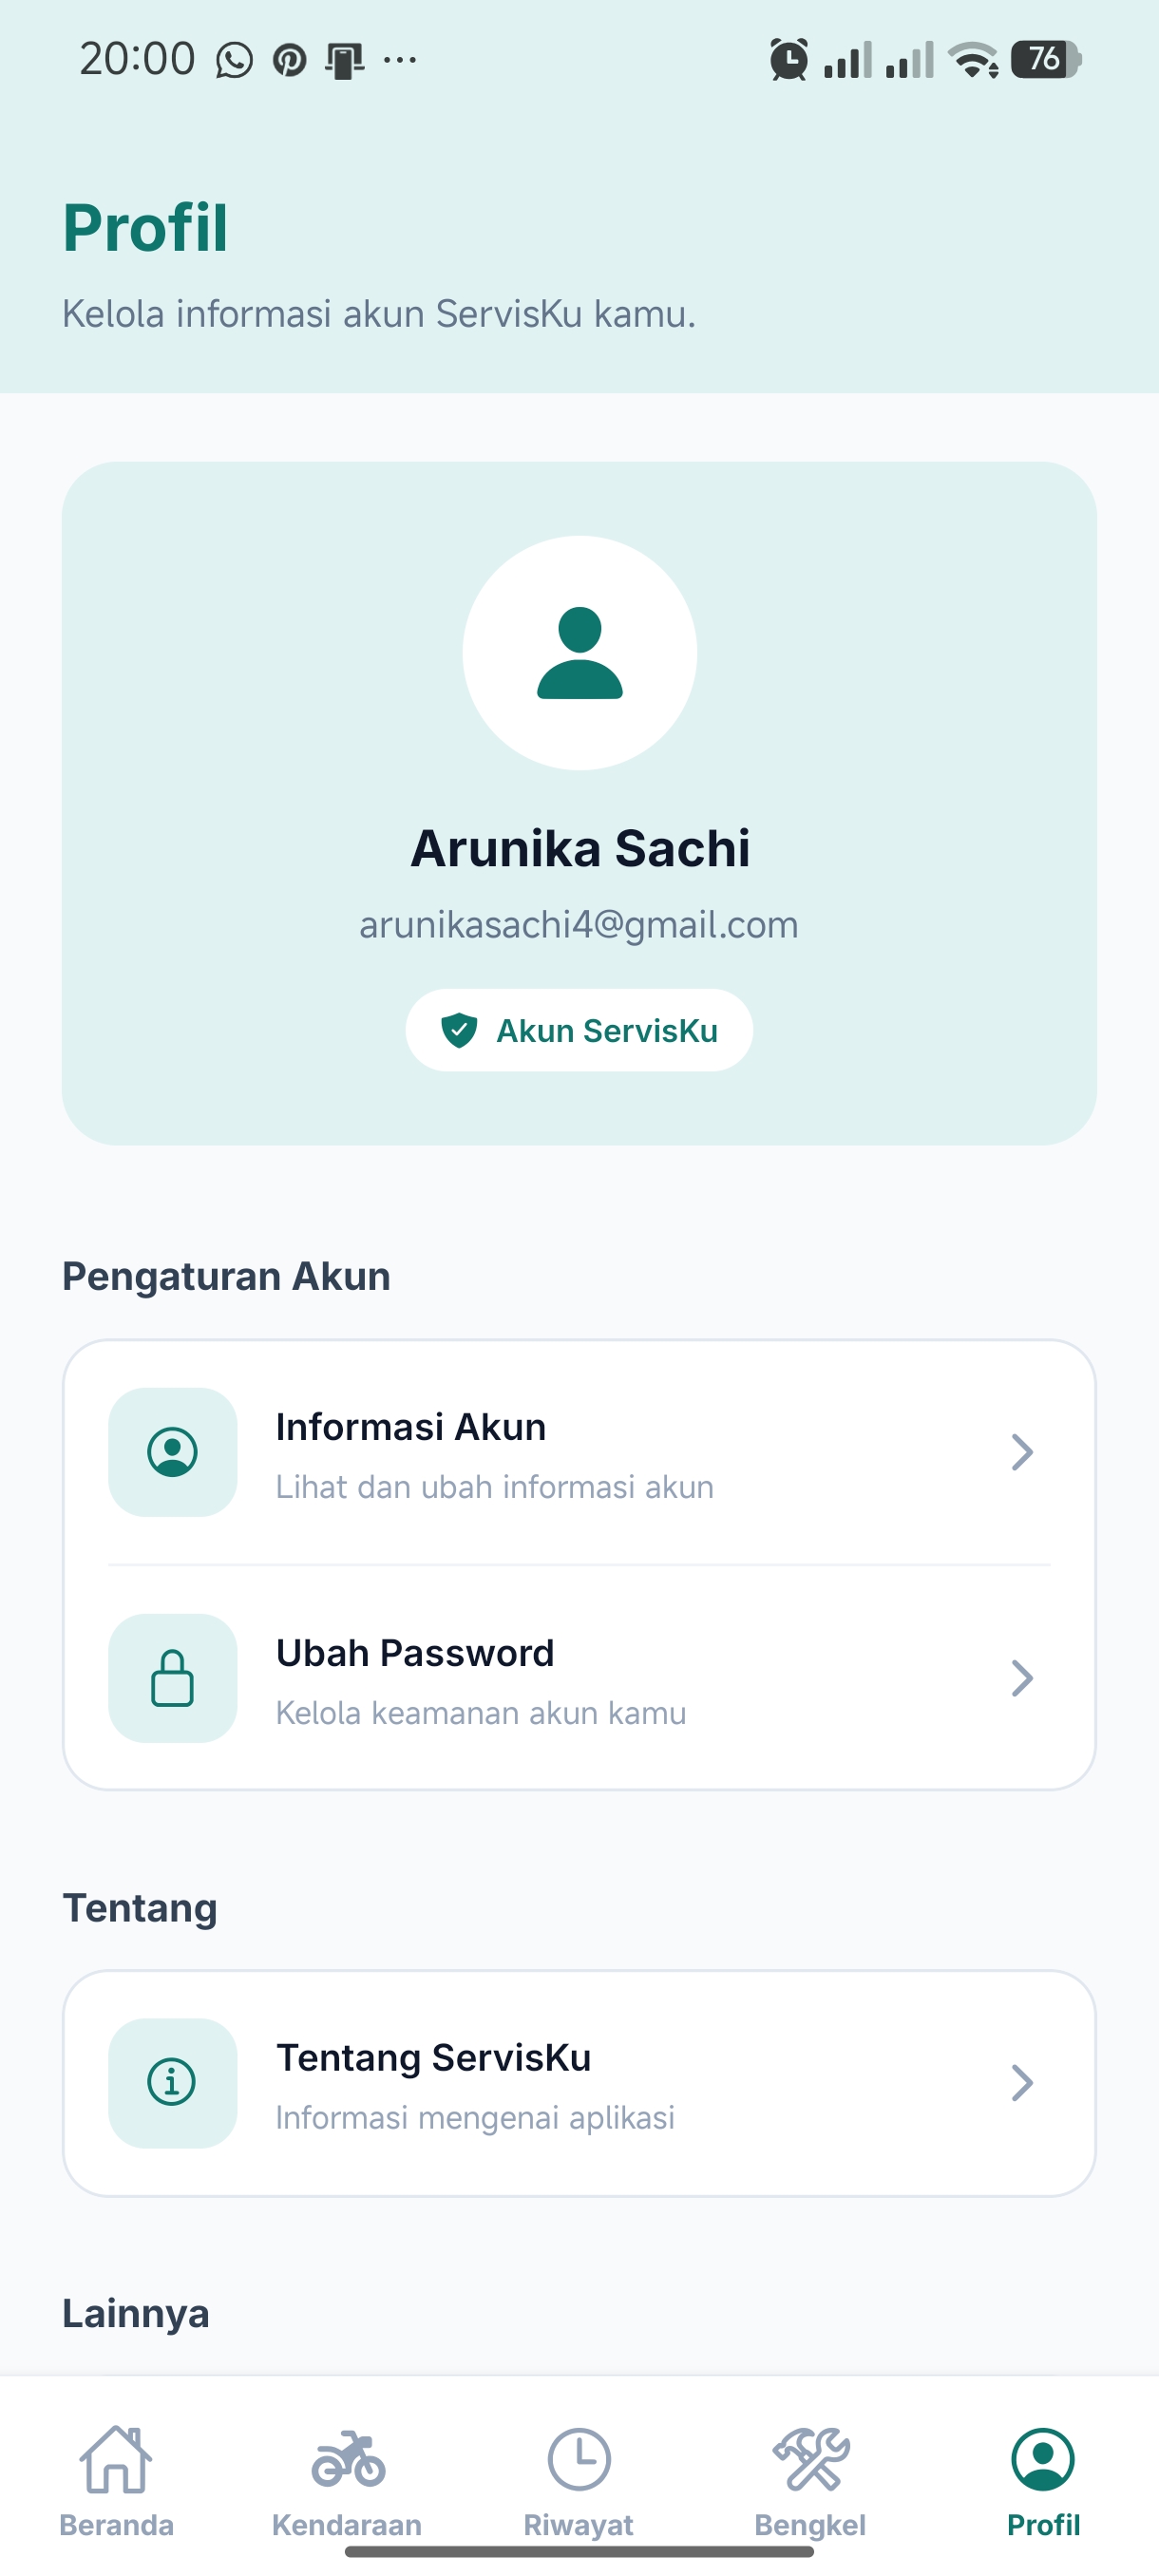 20:00
76
Profil
Kelola informasi akun ServisKu kamu.
Arunika Sachi
arunikasachi4@gmail.com
Akun ServisKu
Pengaturan Akun
Informasi Akun
Lihat dan ubah informasi akun
Ubah Password
Kelola keamanan akun kamu
Tentang
Tentang ServisKu
Informasi mengenai aplikasi
Lainnya
Beranda
Kendaraan
Riwayat
Bengkel
Profil